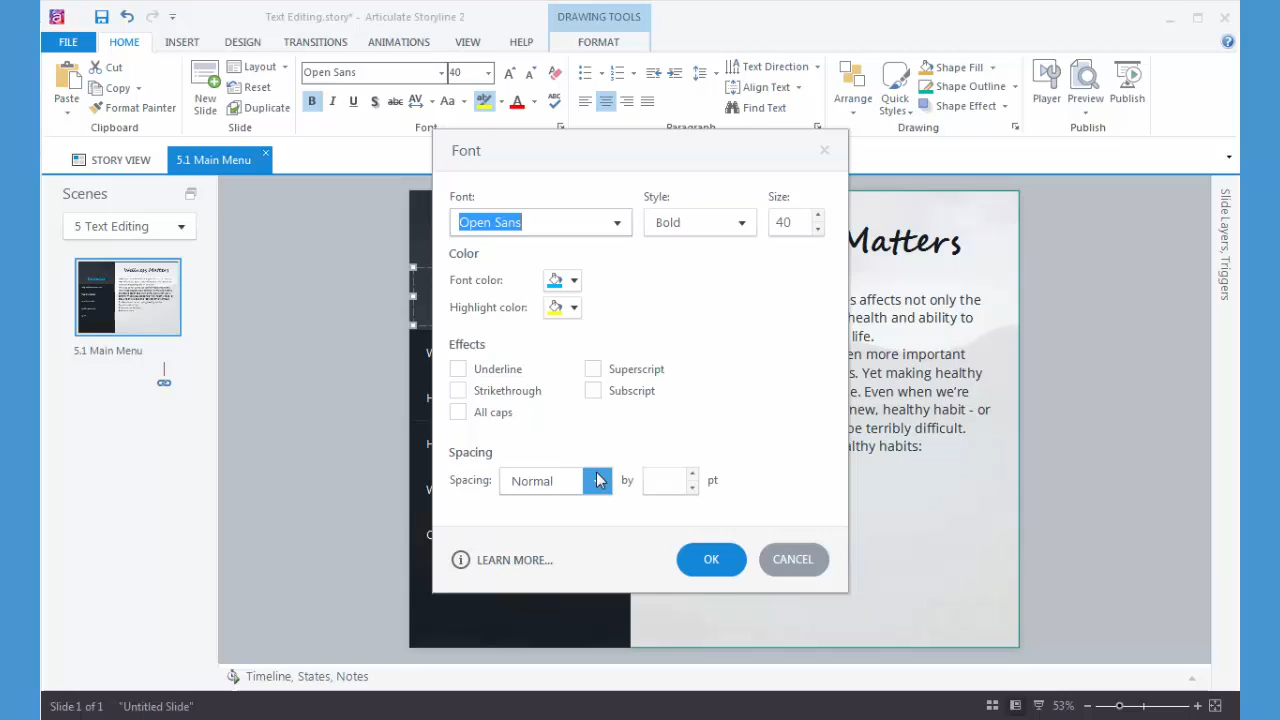 Text Editing.story* - Articulate Storyline 2
DRAWING TOOLS
FILE
HOME
INSERT
DESIGN
TRANSITIONS
ANIMATIONS
VIEW
HELP
FORMAT
Paste
Cut
Copy
Format Painter
Clipboard
New
Slide
Layout
Reset
Duplicate
Slide
Open Sans
40
B I U S abc AV Aa A ABC
Font
Text Direction
Align Text
Find Text
Paragraph
Arrange
Quick
Styles
Shape Fill
Shape Outline
Shape Effect
Drawing
Player
Preview
Publish
Publish
STORY VIEW
5.1 Main Menu
Scenes
5 Text Editing
Wellness Matters
5.1 Main Menu
Font
Font:
Style:
Size:
Open Sans
Bold
40
Color
Font color:
Highlight color:
Effects
Underline
Superscript
Strikethrough
Subscript
All caps
Spacing
Spacing:
Normal
by
pt
LEARN MORE...
OK
CANCEL
Matters
s affects not only the
health and ability to
life.
en more important
s. Yet making healthy
e. Even when we're
new, healthy habit - or
be terribly difficult.
althy habits:
Slide Layers, Triggers
Timeline, States, Notes
Slide 1 of 1
"Untitled Slide"
53%